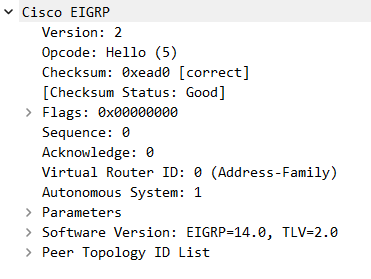 Cisco EIGRP
Version: 2
Opcode: Hello (5)
Checksum: 0xead0 [correct]
[Checksum Status: Good]
Flags: 0x00000000
Sequence: 0
Acknowledge: 0
Virtual Router ID: 0 (Address-Family)
Autonomous System: 1
Parameters
Software Version: EIGRP=14.0, TLV=2.0
Peer Topology ID List